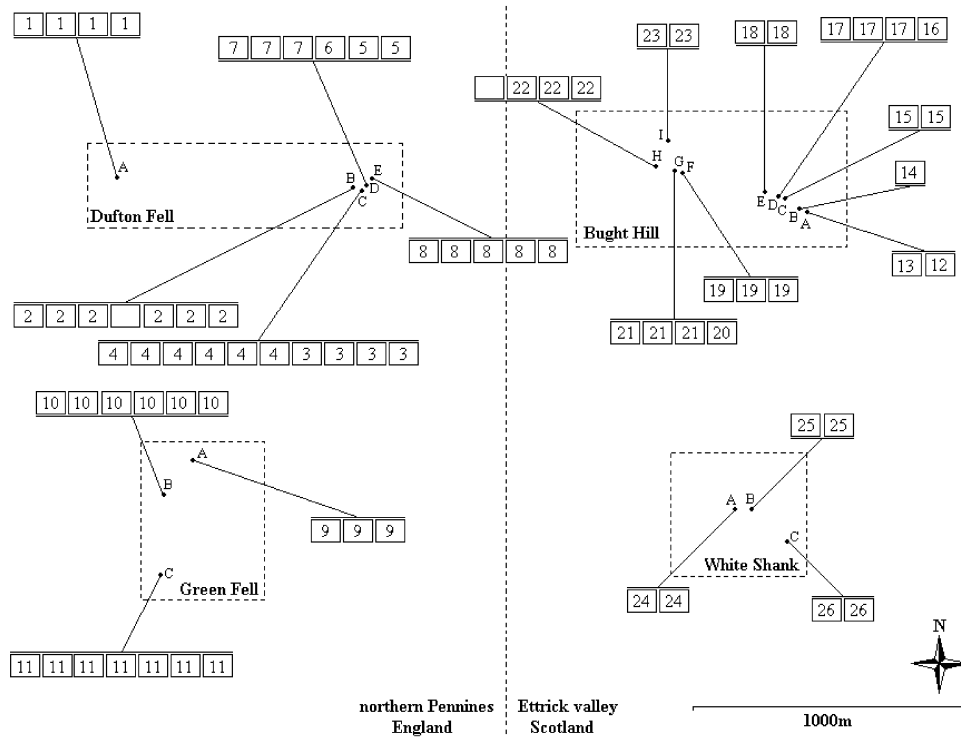 1 1 1 1
7 7 7 6 5 5
A
B
C
D
E
Dufton Fell
8 8 8 8 8
2 2 2 2 2 2
4 4 4 4 4 4 3 3 3 3
10 10 10 10 10 10
A
B
C
Green Fell
9 9 9
11 11 11 11 11 11 11
northern Pennines
England
23 23
18 18
17 17 17 16
22 22 22
15 15
14
13 12
I
H
G
F
E
D
C
B
A
Bught Hill
19 19 19
21 21 21 20
25 25
A
B
C
White Shank
24 24
26 26
N
Ettrick valley
Scotland
1000m